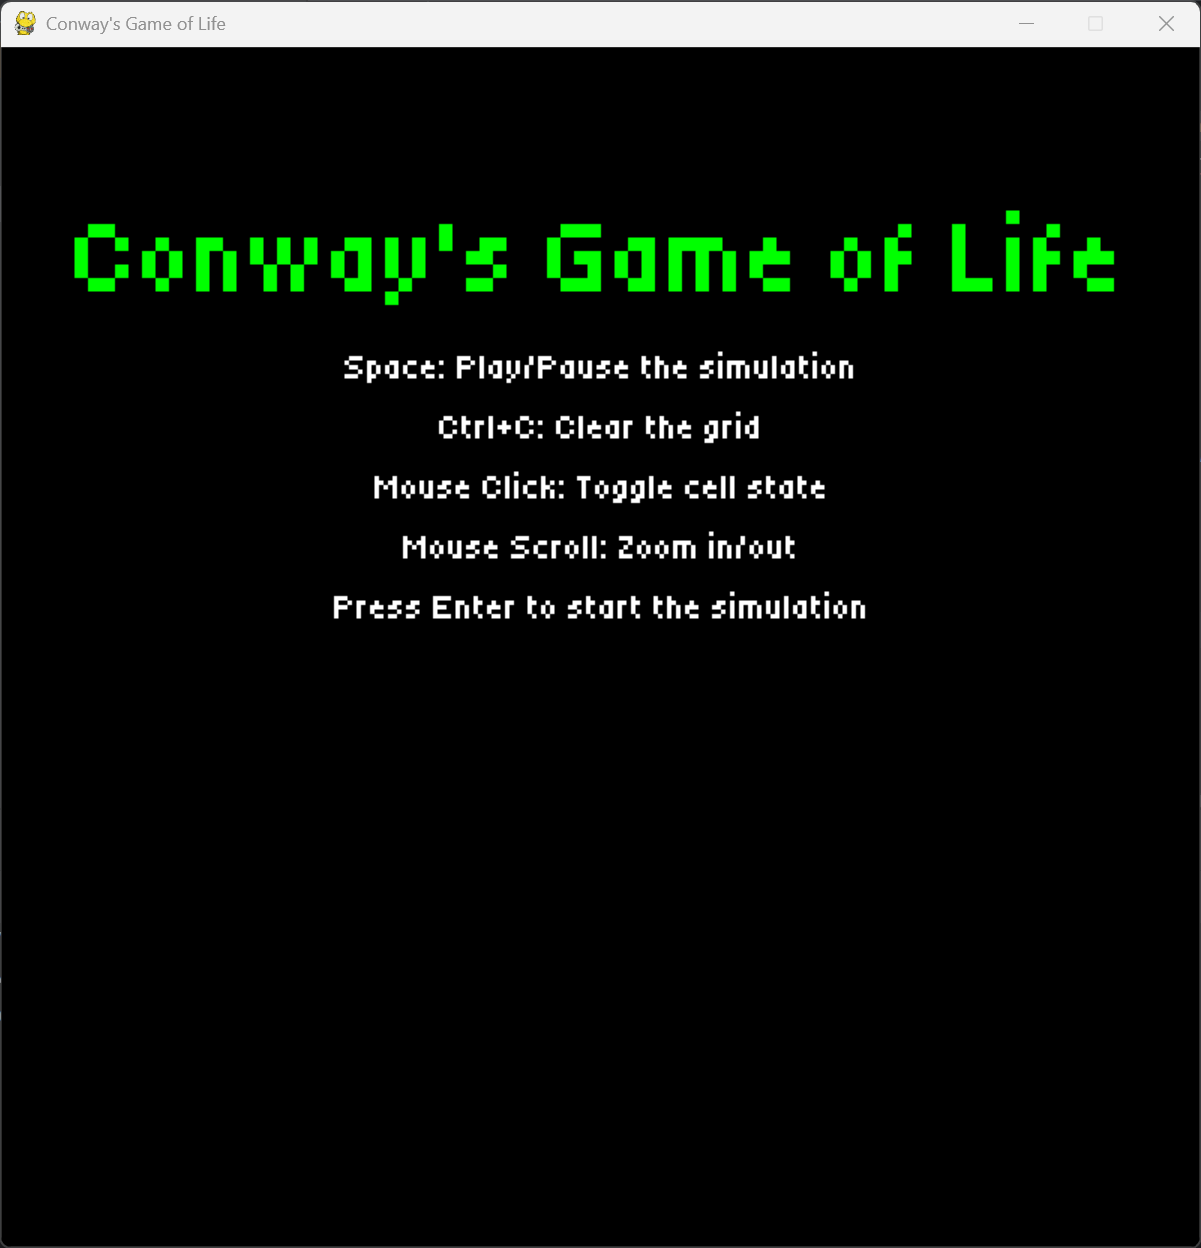 Conway's Game of Life
Conway's Game of Life
Space: Play/Pause the simulation
Ctrl+C: Clear the grid
Mouse Click: Toggle cell state
Mouse Scroll: Zoom in/out
Press Enter to start the simulation